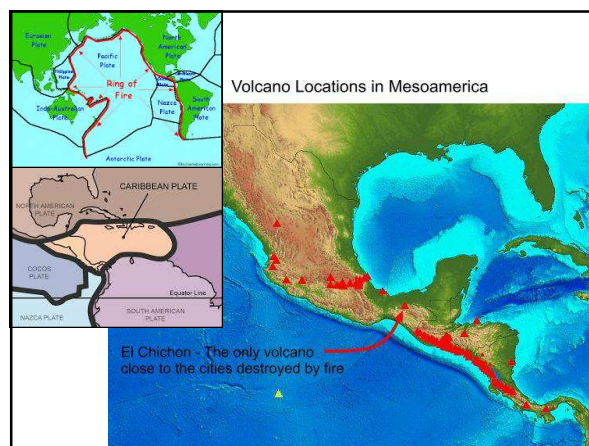 Eurasian
Plate
North
American
Plate
Pacific
Plate
Philippine
Plate
Ring of
Fire
Nazca
Plate
South
American
Plate
Indo-Australian
Plate
Antarctic Plate
CARIBBEAN PLATE
NORTH AMERICAN
PLATE
COCOS
PLATE
Equator Line
SOUTH AMERICAN
PLATE
NAZCA PLATE
Volcano Locations in Mesoamerica
El Chichon - The only volcano
close to the cities destroyed by fire